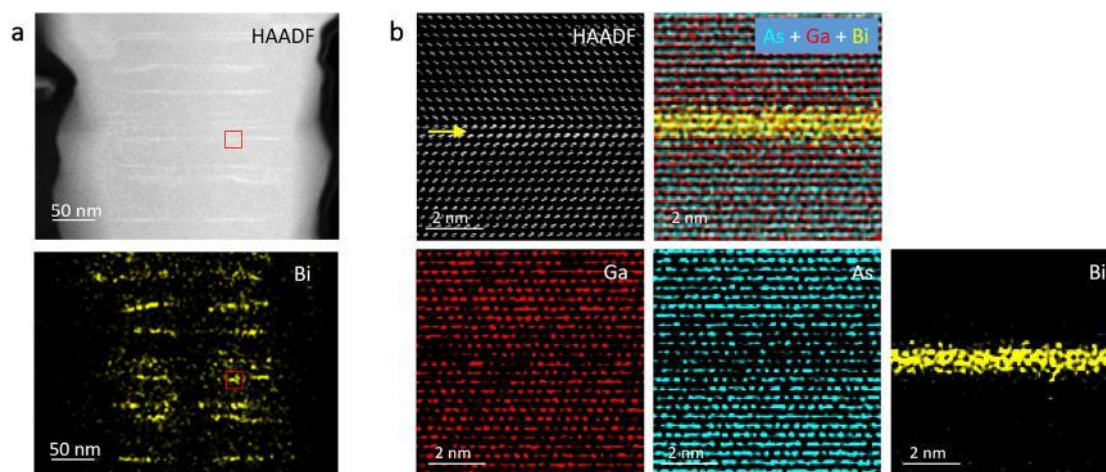 a
HAADF
50 nm
Bi
50 nm
b
HAADF
2 nm
As + Ga + Bi
2 nm
Ga
2 nm
As
2 nm
Bi
2 nm